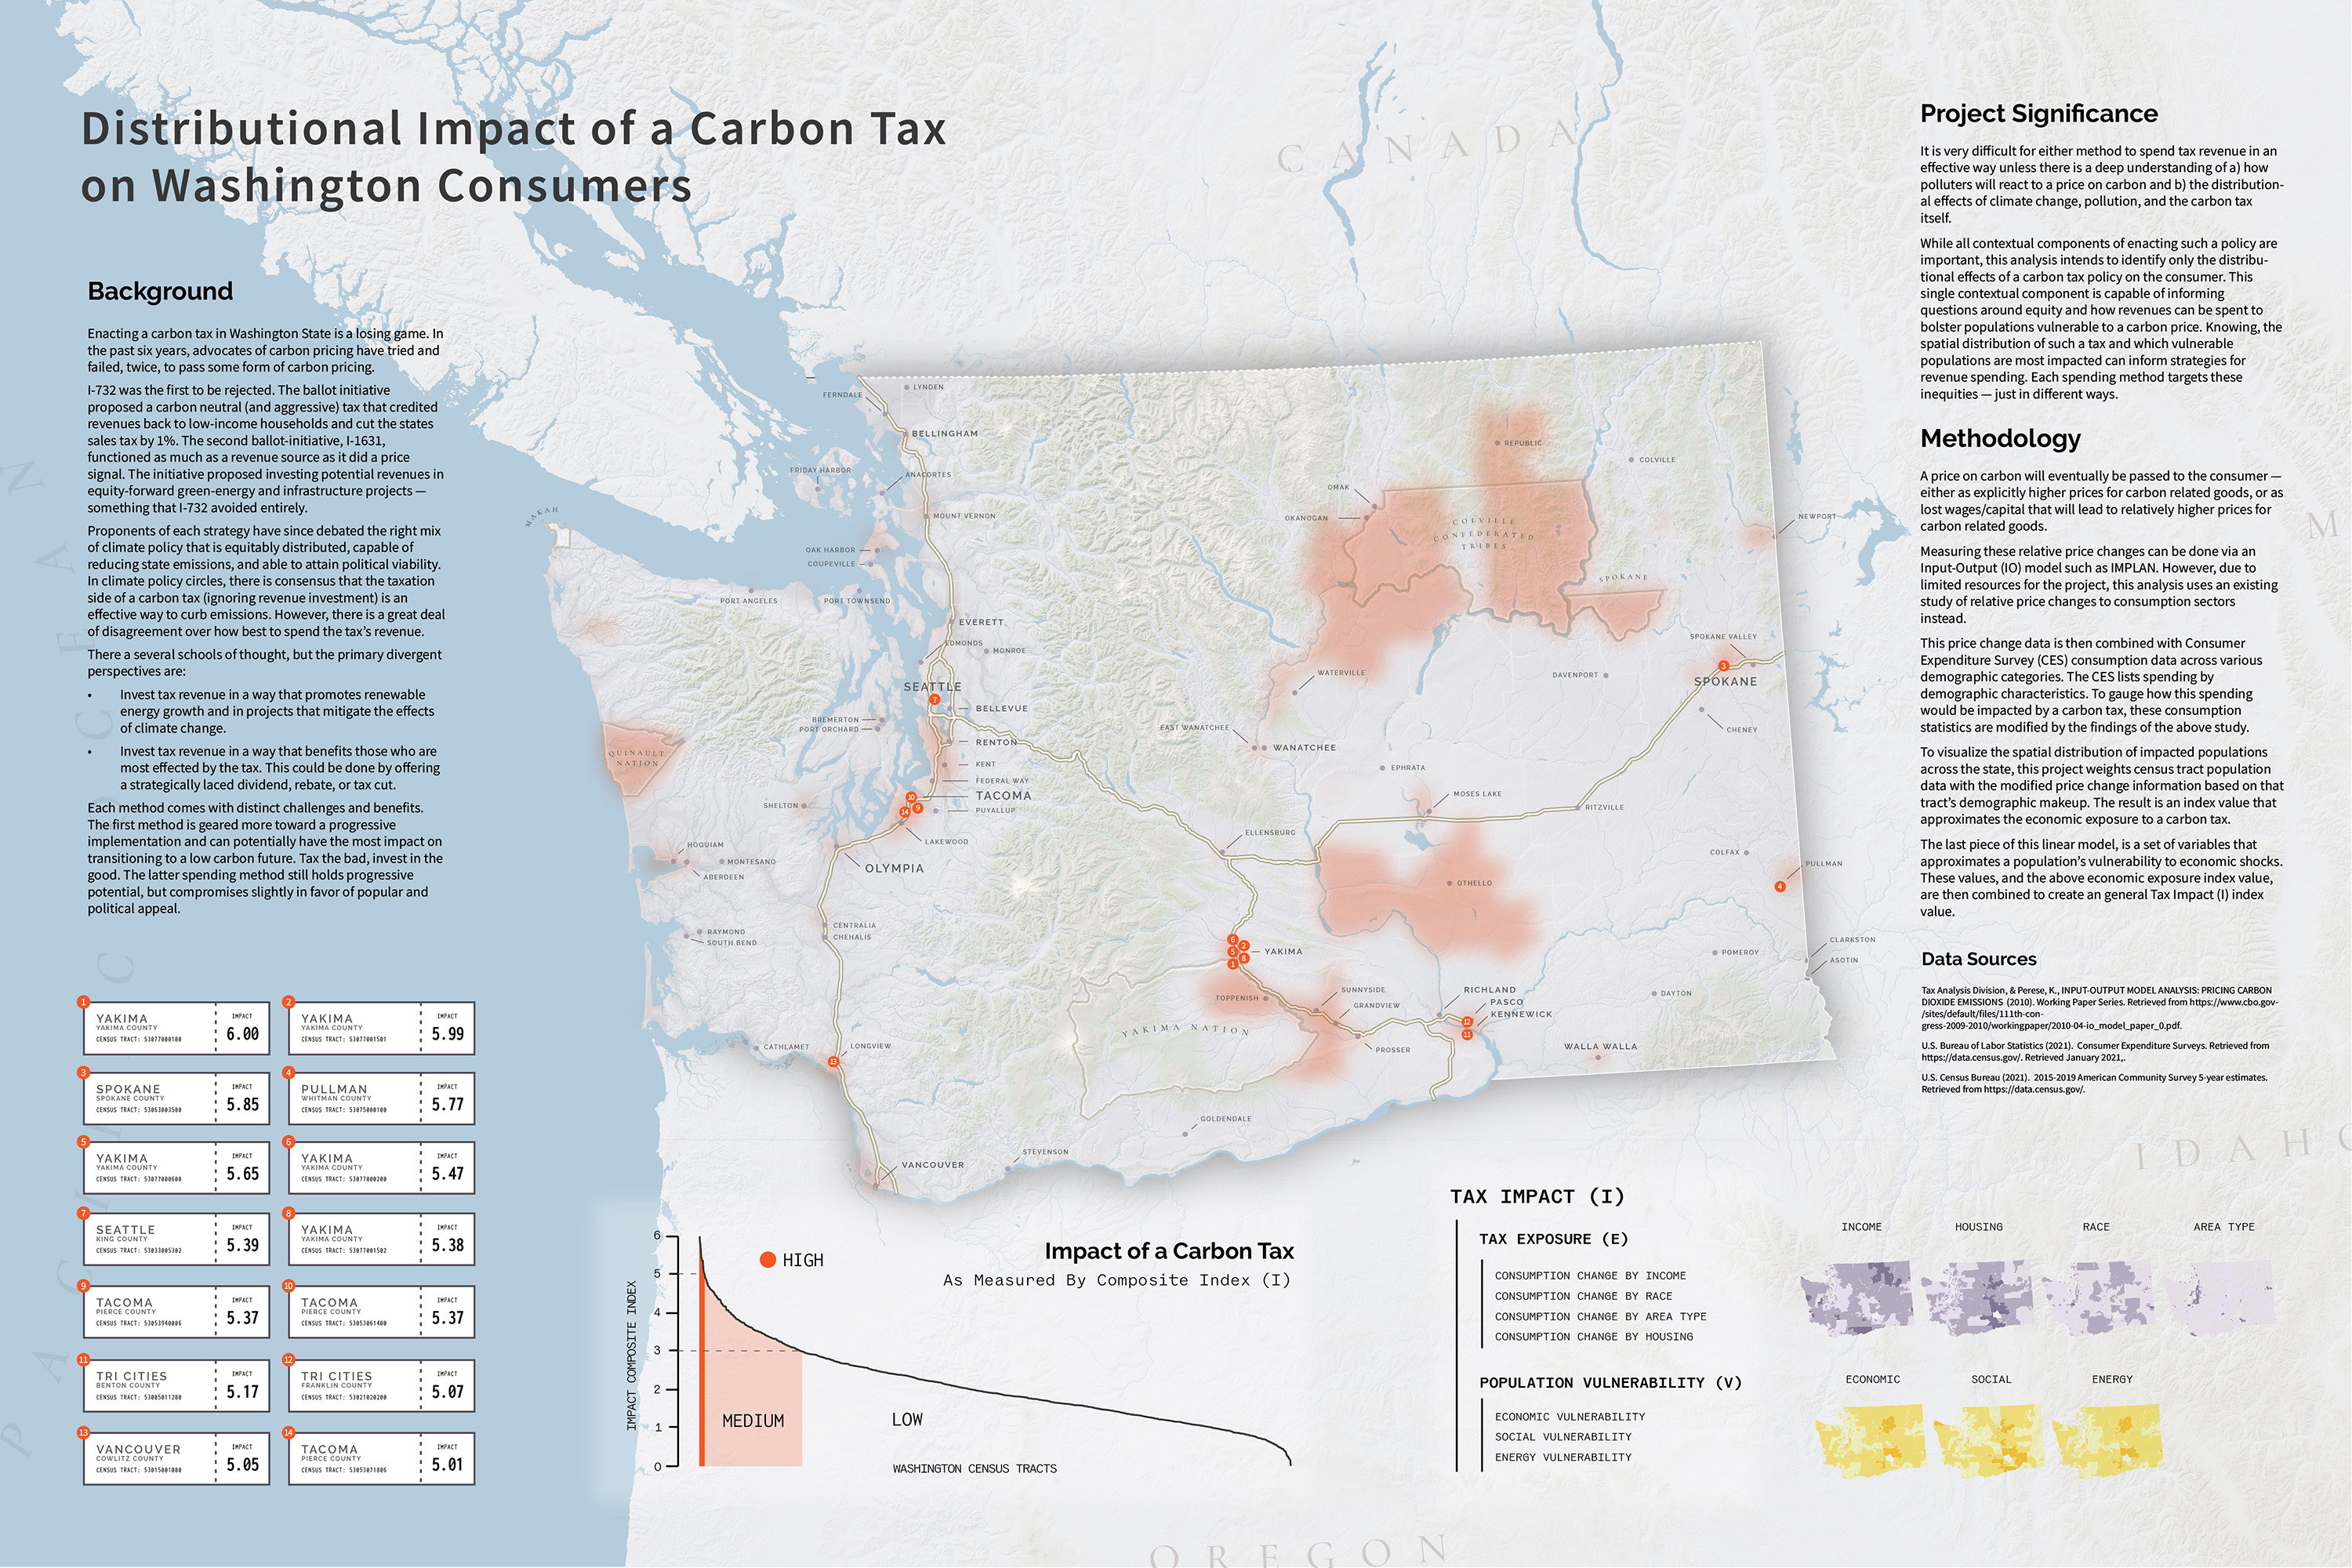 Distributional Impact of a Carbon Tax
on Washington Consumers
Background
Enacting a carbon tax in Washington State is a losing game. In
the past six years, advocates of carbon pricing have tried and
failed, twice, to pass some form of carbon pricing.
I-732 was the first to be rejected. The ballot initiative
proposed a carbon neutral (and aggressive) tax that credited
revenues back to low-income households and cut the states
sales tax by 1%. The second ballot-initiative, I-1631,
functioned as much as a revenue source as it did a price
signal. The initiative proposed investing potential revenues in
equity-forward green-energy and infrastructure projects —
something that I-732 avoided entirely.
Proponents of each strategy have since debated the right mix
of climate policy that is equitably distributed, capable of
reducing state emissions, and able to attain political viability.
In climate policy circles, there is consensus that the taxation
side of a carbon tax (ignoring revenue investment) is an
effective way to curb emissions. However, there is a great deal
of disagreement over how best to spend the tax's revenue.
There a several schools of thought, but the primary divergent
perspectives are:
• Invest tax revenue in a way that promotes renewable
energy growth and in projects that mitigate the effects
of climate change.
• Invest tax revenue in a way that benefits those who are
most effected by the tax. This could be done by offering
a strategically laced dividend, rebate, or tax cut.
Each method comes with distinct challenges and benefits.
The first method is geared more toward a progressive
implementation and can potentially have the most impact on
transitioning to a low carbon future. Tax the bad, invest in the
good. The latter spending method still holds progressive
potential, but compromises slightly in favor of popular and
political appeal.
1
YAKIMA
YAKIMA COUNTY
CENSUS TRACT: 53077000100
IMPACT
6.00
2
YAKIMA
YAKIMA COUNTY
CENSUS TRACT: 53077001501
IMPACT
5.99
3
SPOKANE
SPOKANE COUNTY
CENSUS TRACT: 53063003500
IMPACT
5.85
4
PULLMAN
WHITMAN COUNTY
CENSUS TRACT: 53075000100
IMPACT
5.77
5
YAKIMA
YAKIMA COUNTY
CENSUS TRACT: 53077000600
IMPACT
5.65
6
YAKIMA
YAKIMA COUNTY
CENSUS TRACT: 53077000200
IMPACT
5.47
7
SEATTLE
KING COUNTY
CENSUS TRACT: 53033005302
IMPACT
5.39
8
YAKIMA
YAKIMA COUNTY
CENSUS TRACT: 53077001502
IMPACT
5.38
9
TACOMA
PIERCE COUNTY
CENSUS TRACT: 53053940006
IMPACT
5.37
10
TACOMA
PIERCE COUNTY
CENSUS TRACT: 53053061400
IMPACT
5.37
11
TRI CITIES
BENTON COUNTY
CENSUS TRACT: 53005011200
IMPACT
5.17
12
TRI CITIES
FRANKLIN COUNTY
CENSUS TRACT: 53021020200
IMPACT
5.07
13
VANCOUVER
COWLITZ COUNTY
CENSUS TRACT: 53015001000
IMPACT
5.05
14
TACOMA
PIERCE COUNTY
CENSUS TRACT: 53053071806
IMPACT
5.01
PACIFIC OCEAN
CANADA
IDAHO
OREGON
M
LYNDEN
FERNDALE
BELLINGHAM
FRIDAY HARBOR
ANACORTES
MOUNT VERNON
MAKAH
OAK HARBOR
COUPEVILLE
PORT ANGELES
PORT TOWNSEND
EVERETT
EDMONDS
MONROE
SEATTLE
7
BELLEVUE
BREMERTON
PORT ORCHARD
RENTON
KENT
FEDERAL WAY
QUINAULT
NATION
SHELTON
10
9
14
TACOMA
PUYALLUP
LAKEWOOD
HOQUIAM
MONTESANO
ABERDEEN
OLYMPIA
CENTRALIA
CHEHALIS
RAYMOND
SOUTH BEND
CATHLAMET
LONGVIEW
13
VANCOUVER
STEVENSON
GOLDENDALE
REPUBLIC
COLVILLE
OMAK
OKANOGAN
COLVILLE
CONFEDERATED
TRIBES
NEWPORT
SPOKANE
SPOKANE VALLEY
3
SPOKANE
DAVENPORT
CHENEY
WATERVILLE
EAST WANATCHEE
WANATCHEE
EPHRATA
MOSES LAKE
RITZVILLE
ELLENSBURG
OTHELLO
COLFAX
PULLMAN
4
6
2
5
8
1
YAKIMA
TOPPENISH
SUNNYSIDE
GRANDVIEW
PROSSER
YAKIMA NATION
RICHLAND
PASCO
KENNEWICK
12
11
WALLA WALLA
DAYTON
POMEROY
CLARKSTON
ASOTIN
Impact of a Carbon Tax
As Measured By Composite Index (I)
IMPACT COMPOSITE INDEX
6
5
4
3
2
1
0
HIGH
MEDIUM
LOW
WASHINGTON CENSUS TRACTS
TAX IMPACT (I)
TAX EXPOSURE (E)
CONSUMPTION CHANGE BY INCOME
CONSUMPTION CHANGE BY RACE
CONSUMPTION CHANGE BY AREA TYPE
CONSUMPTION CHANGE BY HOUSING
POPULATION VULNERABILITY (V)
ECONOMIC VULNERABILITY
SOCIAL VULNERABILITY
ENERGY VULNERABILITY
INCOME
HOUSING
RACE
AREA TYPE
ECONOMIC
SOCIAL
ENERGY
Project Significance
It is very difficult for either method to spend tax revenue in an
effective way unless there is a deep understanding of a) how
polluters will react to a price on carbon and b) the distribution-
al effects of climate change, pollution, and the carbon tax
itself.
While all contextual components of enacting such a policy are
important, this analysis intends to identify only the distribu-
tional effects of a carbon tax policy on the consumer. This
single contextual component is capable of informing
questions around equity and how revenues can be spent to
bolster populations vulnerable to a carbon price. Knowing, the
spatial distribution of such a tax and which vulnerable
populations are most impacted can inform strategies for
revenue spending. Each spending method targets these
inequities — just in different ways.
Methodology
A price on carbon will eventually be passed to the consumer —
either as explicitly higher prices for carbon related goods, or as
lost wages/capital that will lead to relatively higher prices for
carbon related goods.
Measuring these relative price changes can be done via an
Input-Output (IO) model such as IMPLAN. However, due to
limited resources for the project, this analysis uses an existing
study of relative price changes to consumption sectors
instead.
This price change data is then combined with Consumer
Expenditure Survey (CES) consumption data across various
demographic categories. The CES lists spending by
demographic characteristics. To gauge how this spending
would be impacted by a carbon tax, these consumption
statistics are modified by the findings of the above study.
To visualize the spatial distribution of impacted populations
across the state, this project weights census tract population
data with the modified price change information based on that
tract's demographic makeup. The result is an index value that
approximates the economic exposure to a carbon tax.
The last piece of this linear model, is a set of variables that
approximates a population's vulnerability to economic shocks.
These values, and the above economic exposure index value,
are then combined to create an general Tax Impact (I) index
value.
Data Sources
Tax Analysis Division, & Perese, K., INPUT-OUTPUT MODEL ANALYSIS: PRICING CARBON
DIOXIDE EMISSIONS (2010). Working Paper Series. Retrieved from https://www.cbo.gov-
/sites/default/files/111th-con-
gress-2009-2010/workingpaper/2010-04-io_model_paper_0.pdf.
U.S. Bureau of Labor Statistics (2021). Consumer Expenditure Surveys. Retrieved from
https://data.census.gov/. Retrieved January 2021,.
U.S. Census Bureau (2021). 2015-2019 American Community Survey 5-year estimates.
Retrieved from https://data.census.gov/.